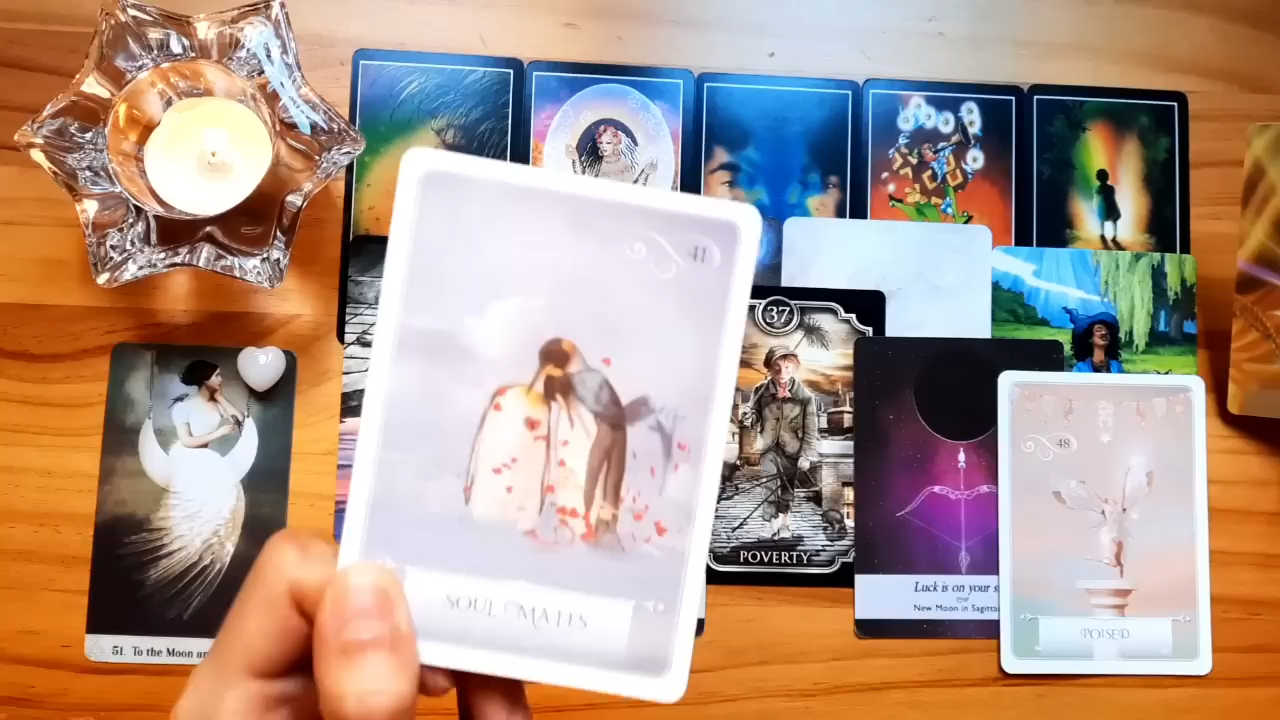 41
SOUL MATES
37
POVERTY
Luck is on your
New Moon in Sagitta
48
POISED
51. To the Moon an